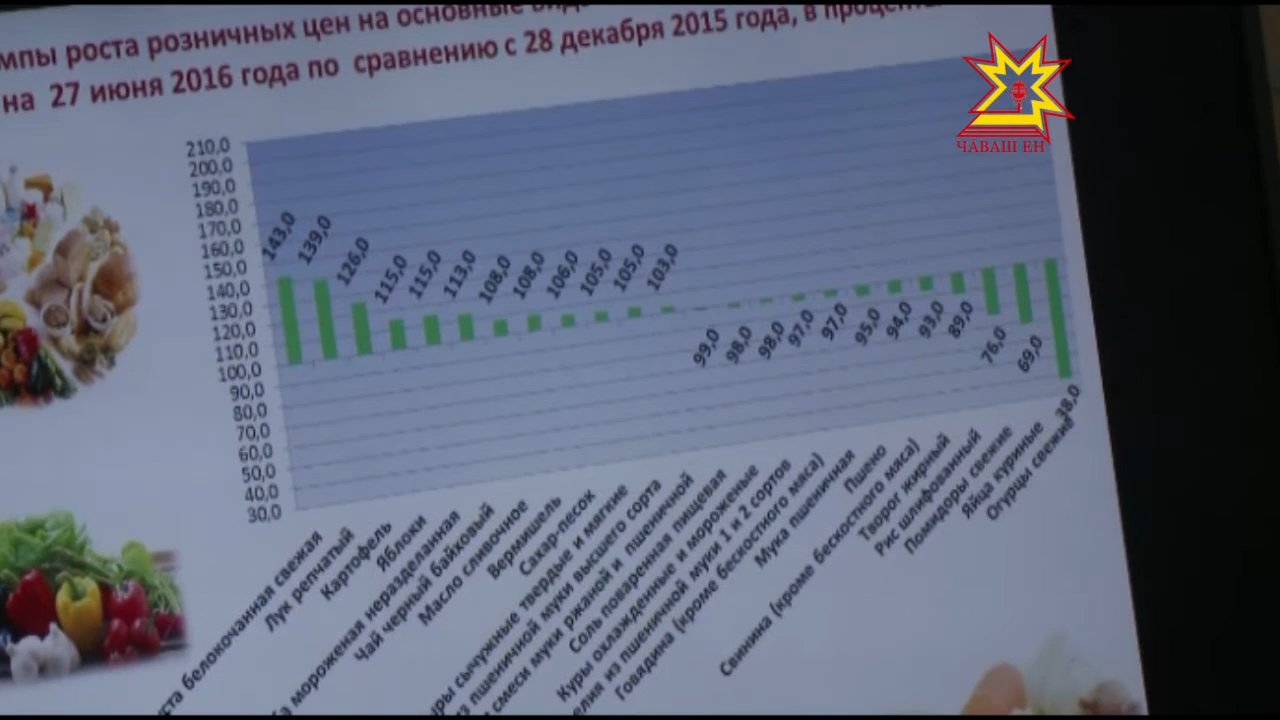 мпы роста розничных цен на основные
на 27 июня 2016 года по сравнению с 28 декабря 2015 года, в
ЧӐВАШ ЕН
210,0
200,0
190,0
180,0
170,0
160,0
150,0
140,0
130,0
120,0
110,0
100,0
90,0
80,0
70,0
60,0
50,0
40,0
30,0
143,0
139,0
126,0
115,0
115,0
113,0
108,0
108,0
106,0
105,0
105,0
103,0
99,0
98,0
98,0
97,0
97,0
95,0
94,0
93,0
89,0
76,0
69,0
38,0
ста белокочанная свежая
Лук репчатый
Картофель
Яблоки
ба мороженая неразделанная
Чай черный байховый
Масло сливочное
Вермишель
Сахар-песок
ыры сычужные твердые и мягкие
из пшеничной муки высшего сорта
смеси муки ржаной и пшеничной
Соль поваренная пищевая
Куры охлажденные и мороженые
елия из пшеничной муки 1 и 2 сортов
Говядина (кроме бескостного мяса)
Мука пшеничная
Пшено
Свинина (кроме бескостного мяса)
Творог жирный
Рис шлифованный
Помидоры свежие
Яйца куриные
Огурцы свежие